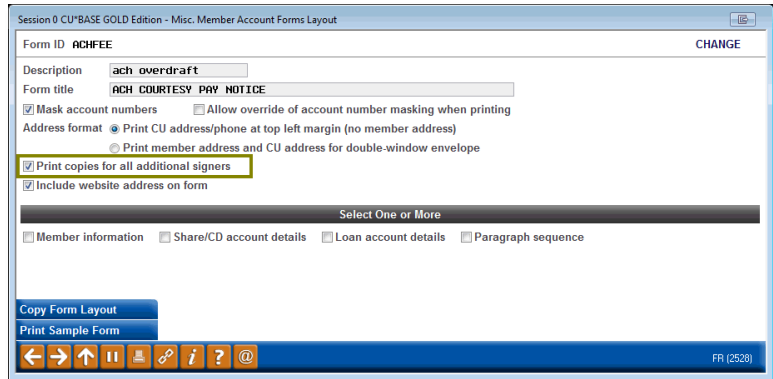 Session 0 CU*BASE GOLD Edition - Misc. Member Account Forms Layout
Form ID ACHFEE CHANGE
Description ach overdraft
Form title ACH COURTESY PAY NOTICE
Mask account numbers Allow override of account number masking when printing
Address format Print CU address/phone at top left margin (no member address)
Print member address and CU address for double-window envelope
Print copies for all additional signers
Include website address on form
Select One or More
Member information Share/CD account details Loan account details Paragraph sequence
Copy Form Layout
Print Sample Form
i ? @ FR (2528)